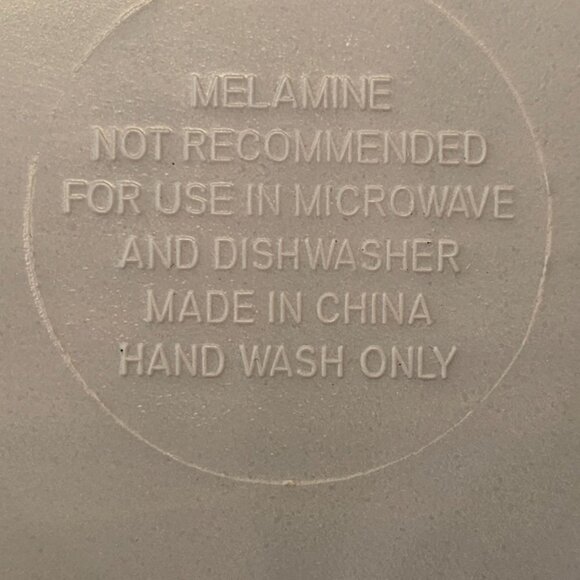 MELAMINE
NOT RECOMMENDED
FOR USE IN MICROWAVE
AND DISHWASHER
MADE IN CHINA
HAND WASH ONLY